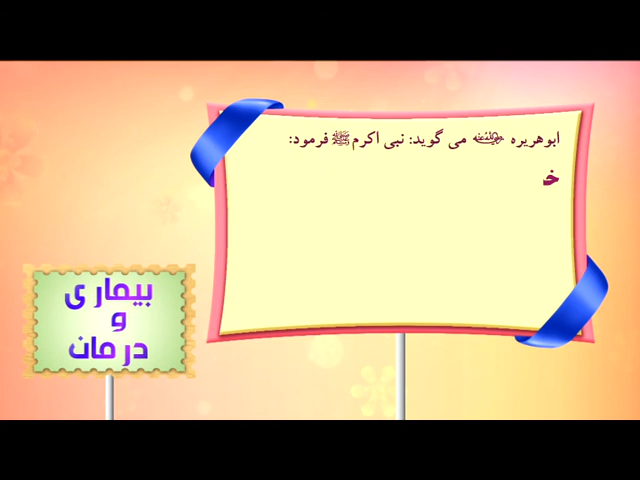 ابوهریره رضی‌الله‌عنه می گوید: نبی اکرم ﷺ فرمود:
خ
بیماری
و
درمان